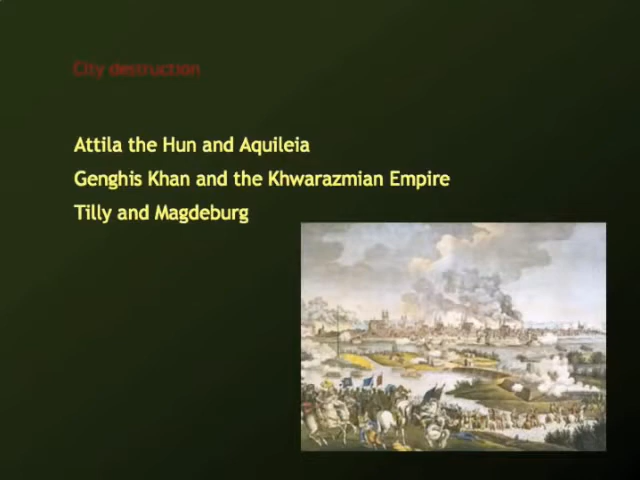 City destruction
Attila the Hun and Aquileia
Genghis Khan and the Khwarazmian Empire
Tilly and Magdeburg